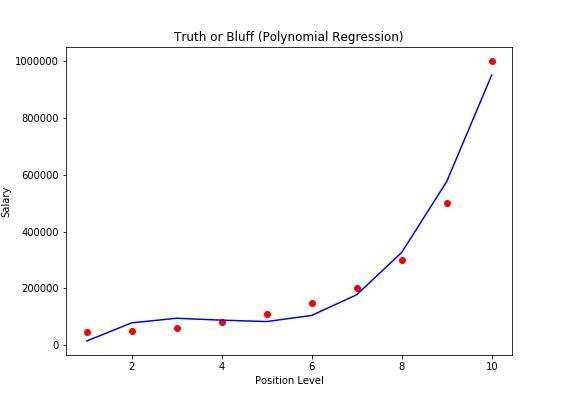 Truth or Bluff (Polynomial Regression)
1000000
800000
600000
400000
200000
0
Salary
2 4 6 8 10
Position Level